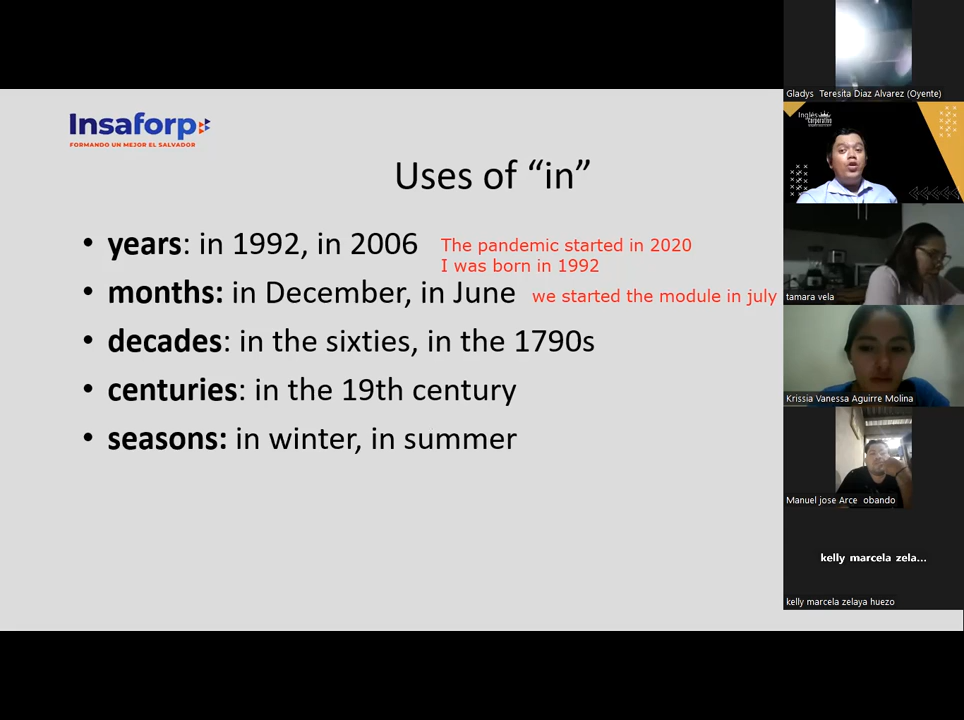 Insaforp
FORMANDO UN MEJOR EL SALVADOR
Uses of “in”
• years: in 1992, in 2006
The pandemic started in 2020
I was born in 1992
• months: in December, in June
we started the module in july
• decades: in the sixties, in the 1790s
• centuries: in the 19th century
• seasons: in winter, in summer
Gladys Teresita Diaz Alvarez (Oyente)
Inglés
corporativo
tamara vela
Krissia Vanessa Aguirre Molina
Manuel jose Arce obando
kelly marcela zela...
kelly marcela zelaya huezo